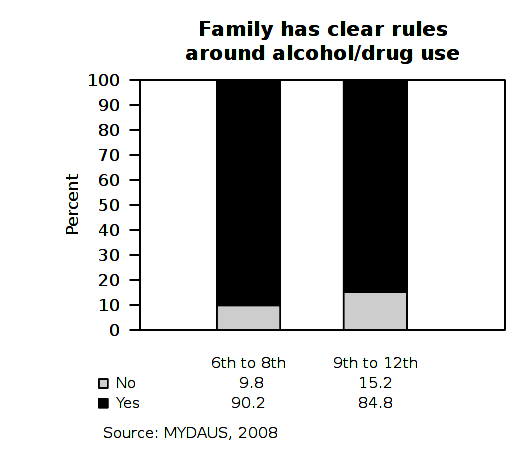 Family has clear rules
around alcohol/drug use
100
90
80
70
60
50
40
30
20
10
0
Percent
6th to 8th 9th to 12th
No 9.8 15.2
Yes 90.2 84.8
Source: MYDAUS, 2008